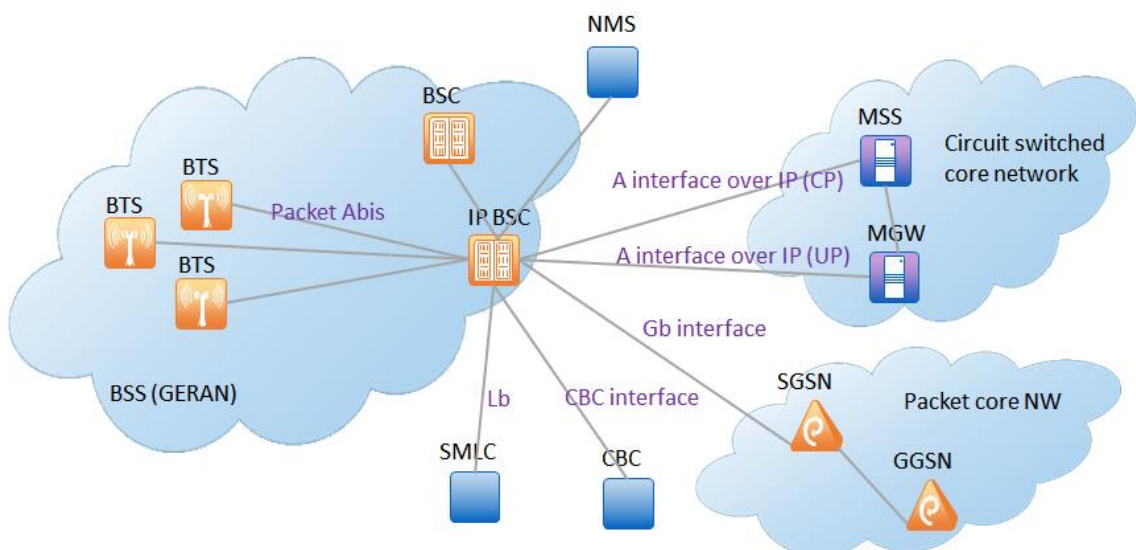 NMS
BSC
MSS
Circuit switched
core network
BTS
A interface over IP (CP)
BTS
Packet Abis
IP BSC
MGW
BTS
A interface over IP (UP)
Gb interface
BSS (GERAN)
Lb
CBC interface
SGSN
Packet core NW
SMLC
CBC
GGSN